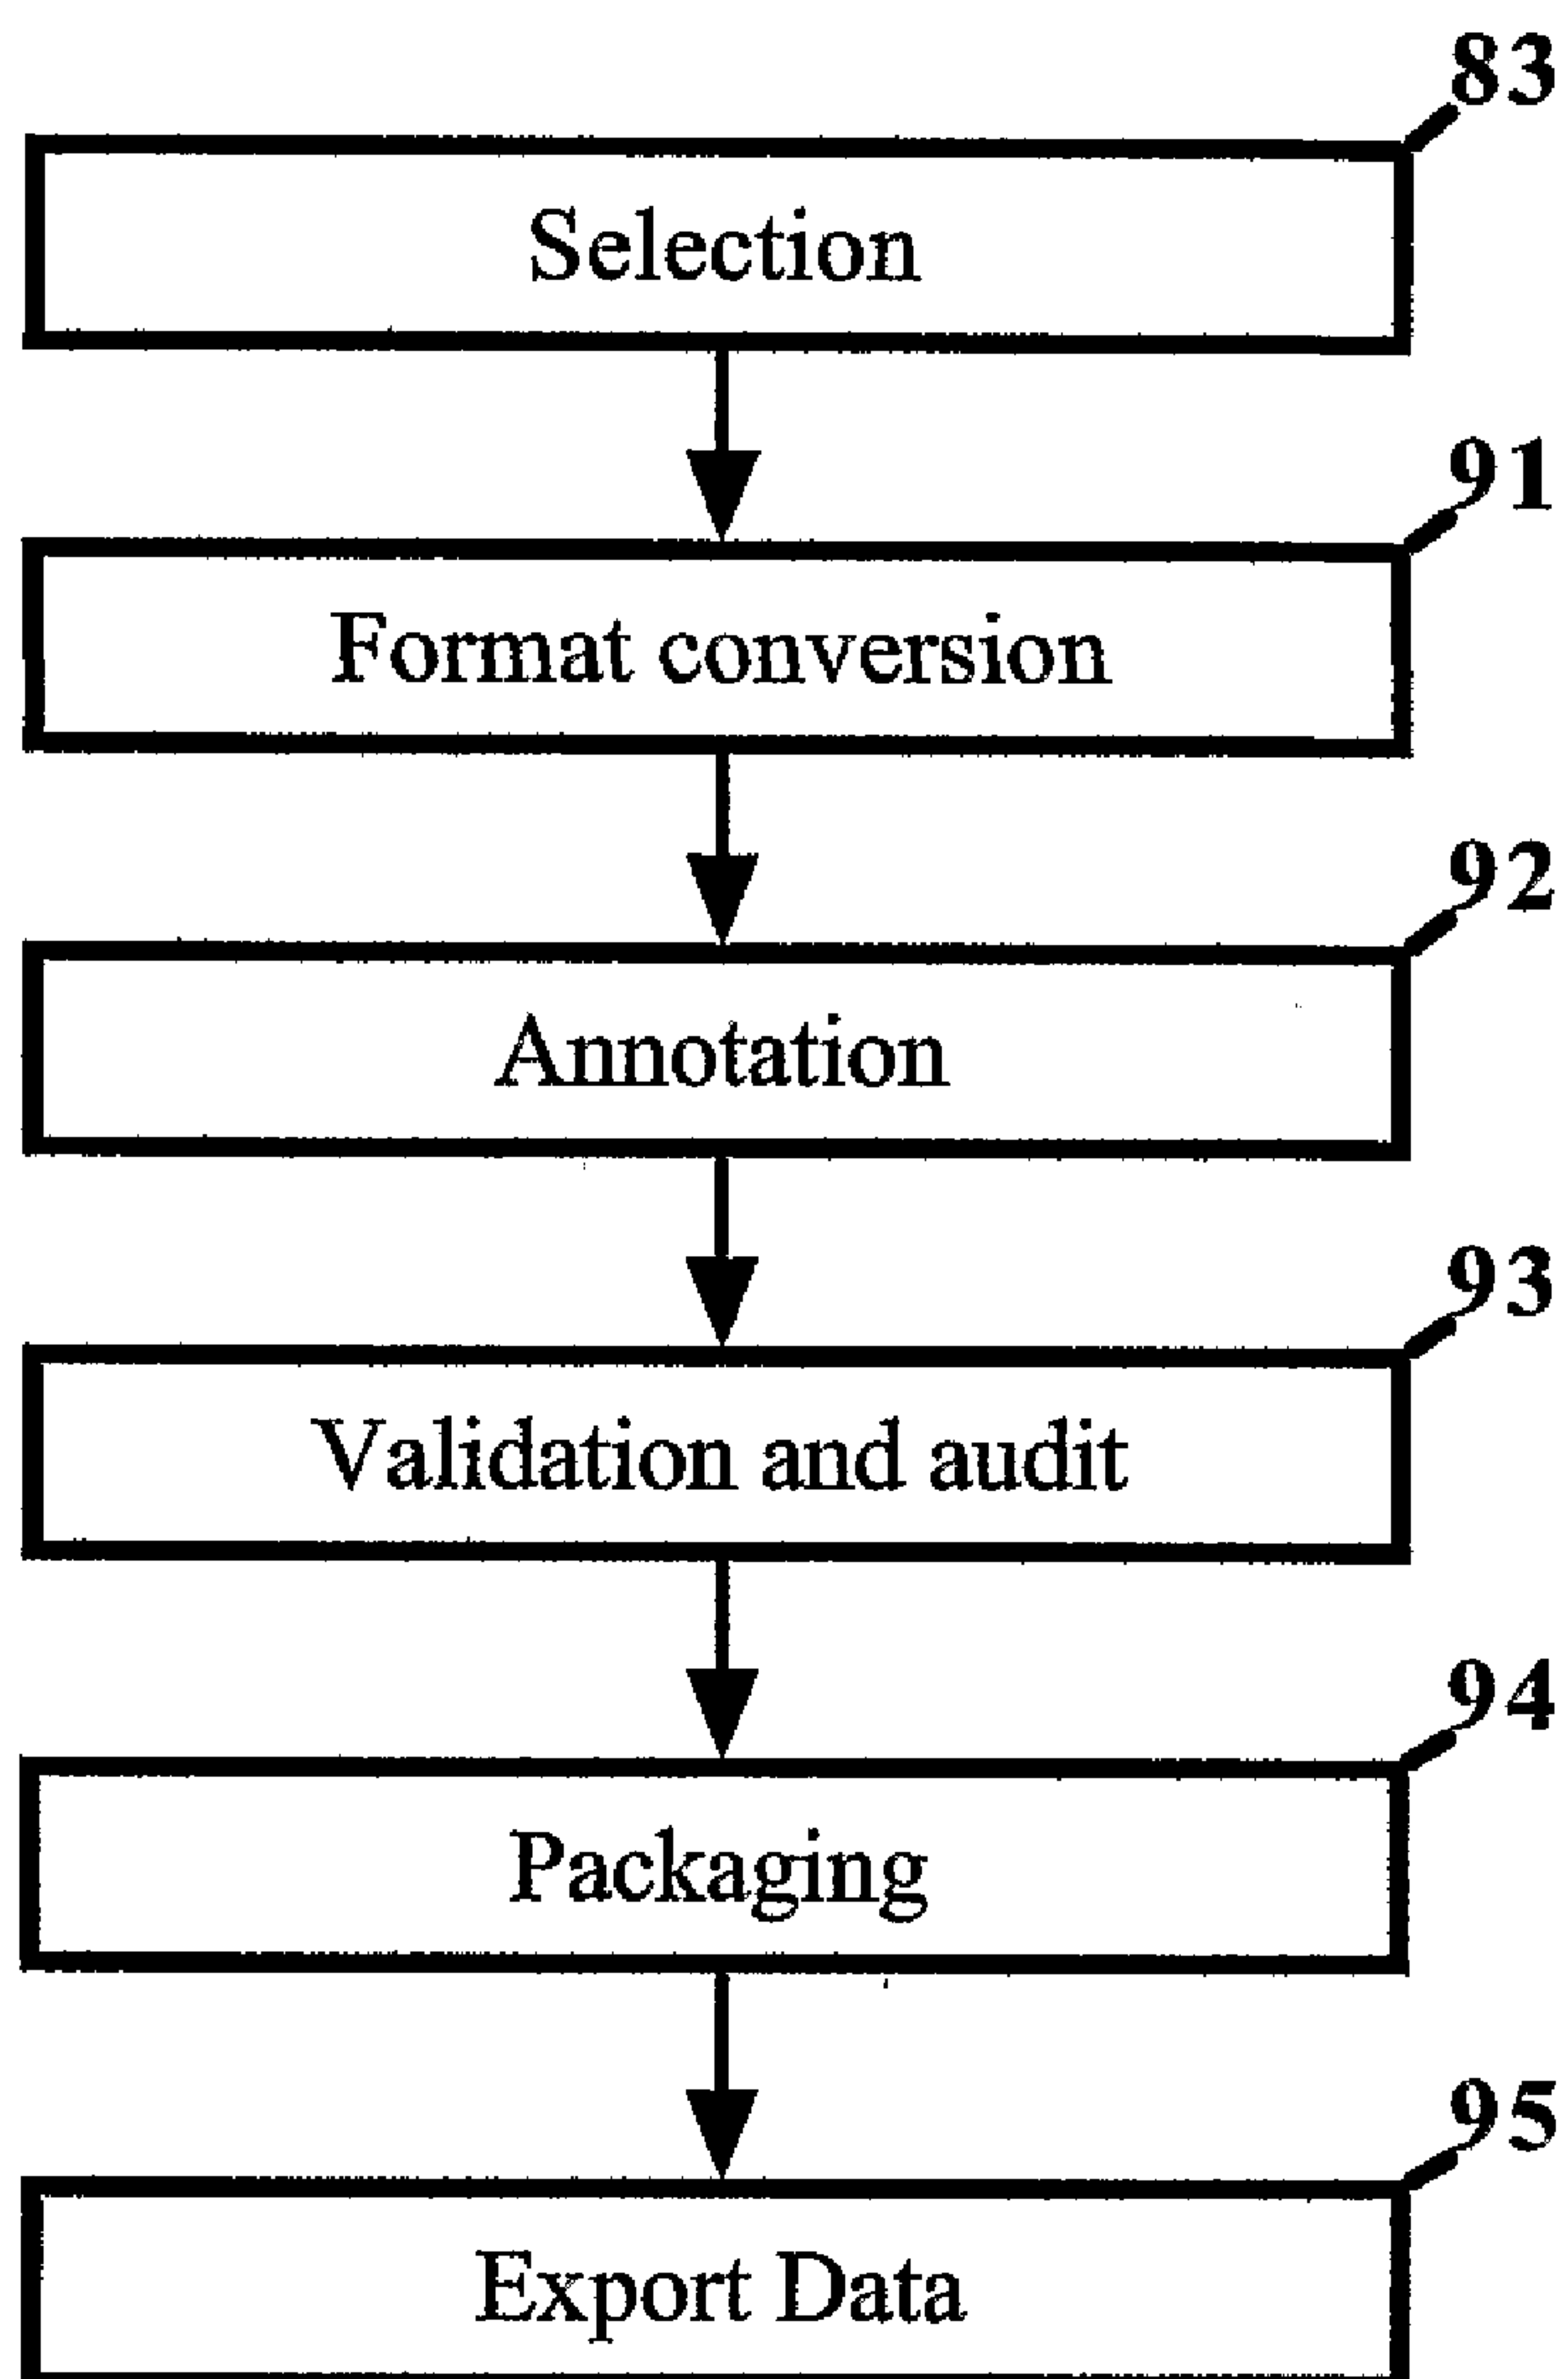 83
Selection
91
Format conversion
92
Annotation
93
Validation and audit
94
Packaging
95
Export Data